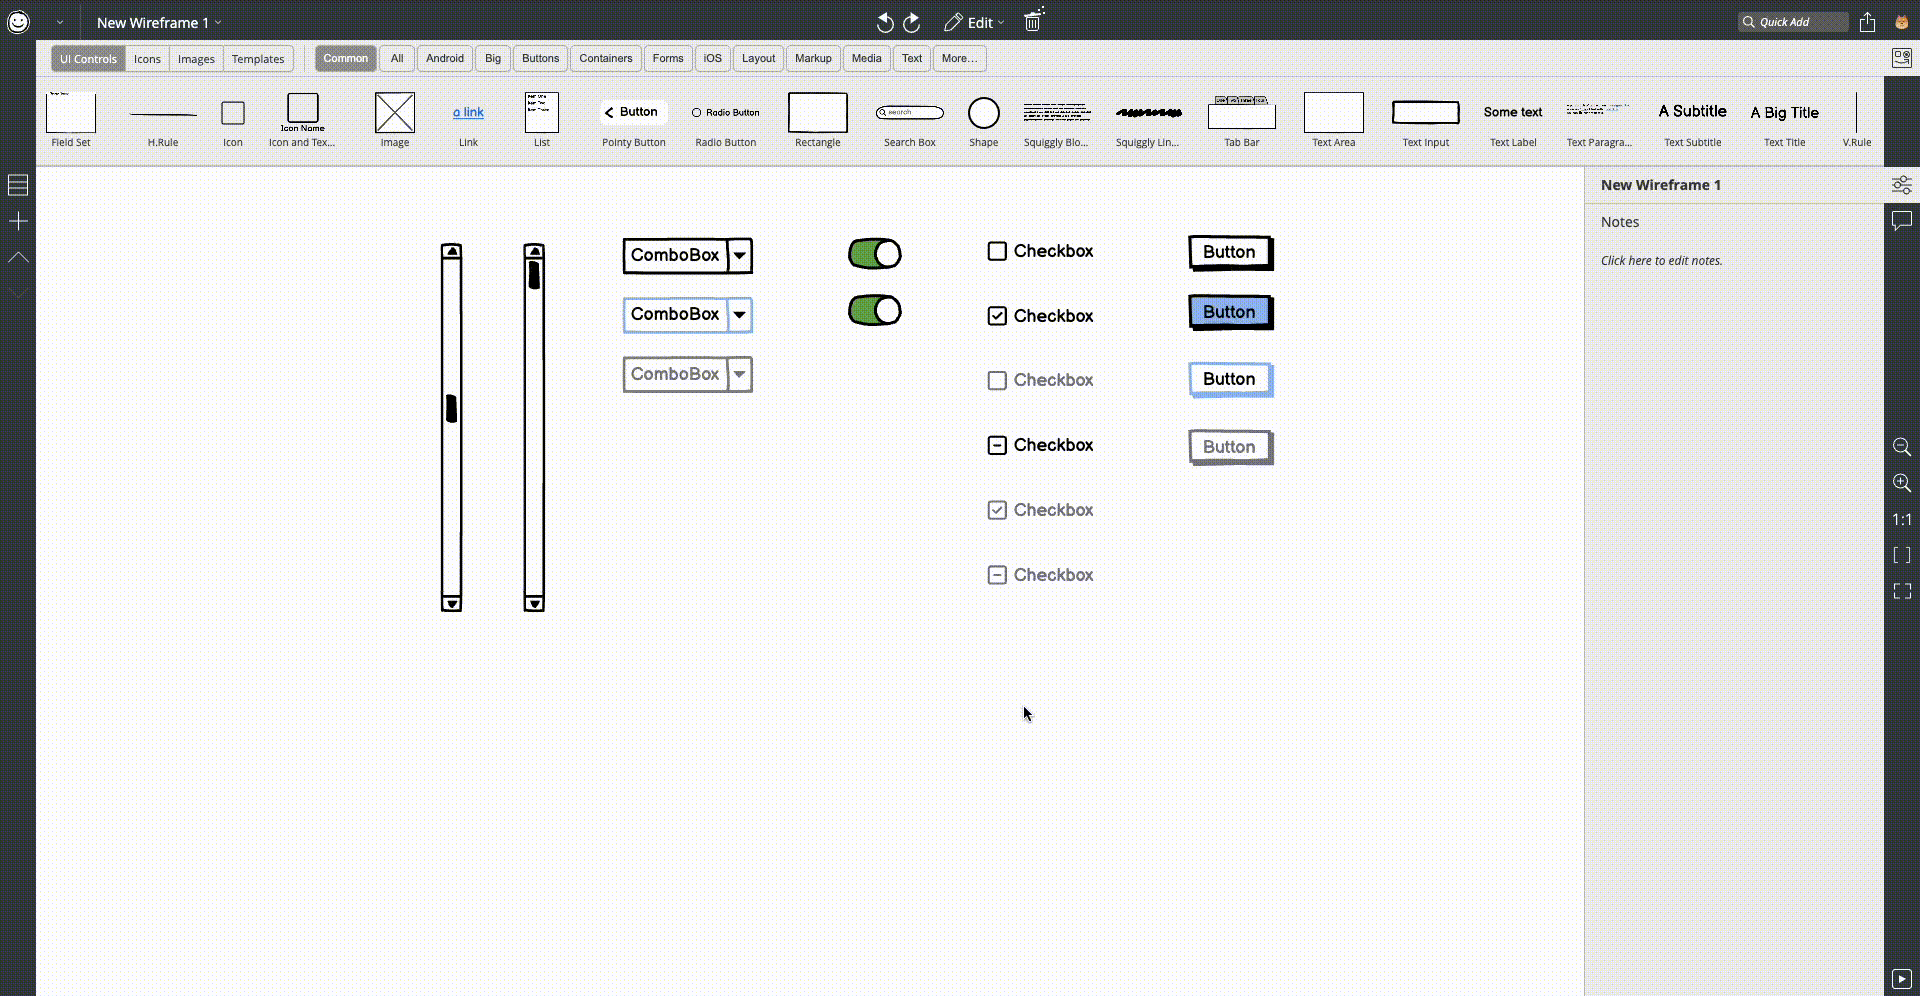 New Wireframe 1
Edit
Quick Add
UI Controls Icons Images Templates Common All Android Big Buttons Containers Forms iOS Layout Markup Media Text More...
Icon Name
a link
Button
Radio Button
search
Some text
A Subtitle
A Big Title
Field Set H.Rule Icon Icon and Tex... Image Link List Pointy Button Radio Button Rectangle Search Box Shape Squiggly Blo... Squiggly Lin... Tab Bar Text Area Text Input Text Label Text Paragra... Text Subtitle Text Title V.Rule
New Wireframe 1
Notes
Click here to edit notes.
ComboBox
ComboBox
ComboBox
Checkbox
Checkbox
Checkbox
Checkbox
Checkbox
Checkbox
Button
Button
Button
Button
1:1